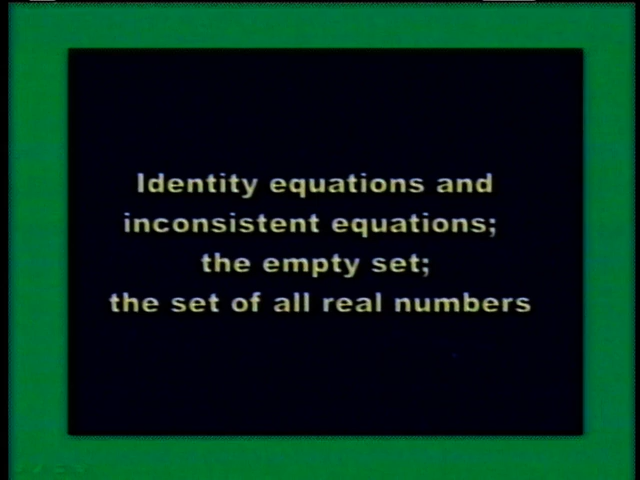 Identity equations and
inconsistent equations;
the empty set;
the set of all real numbers